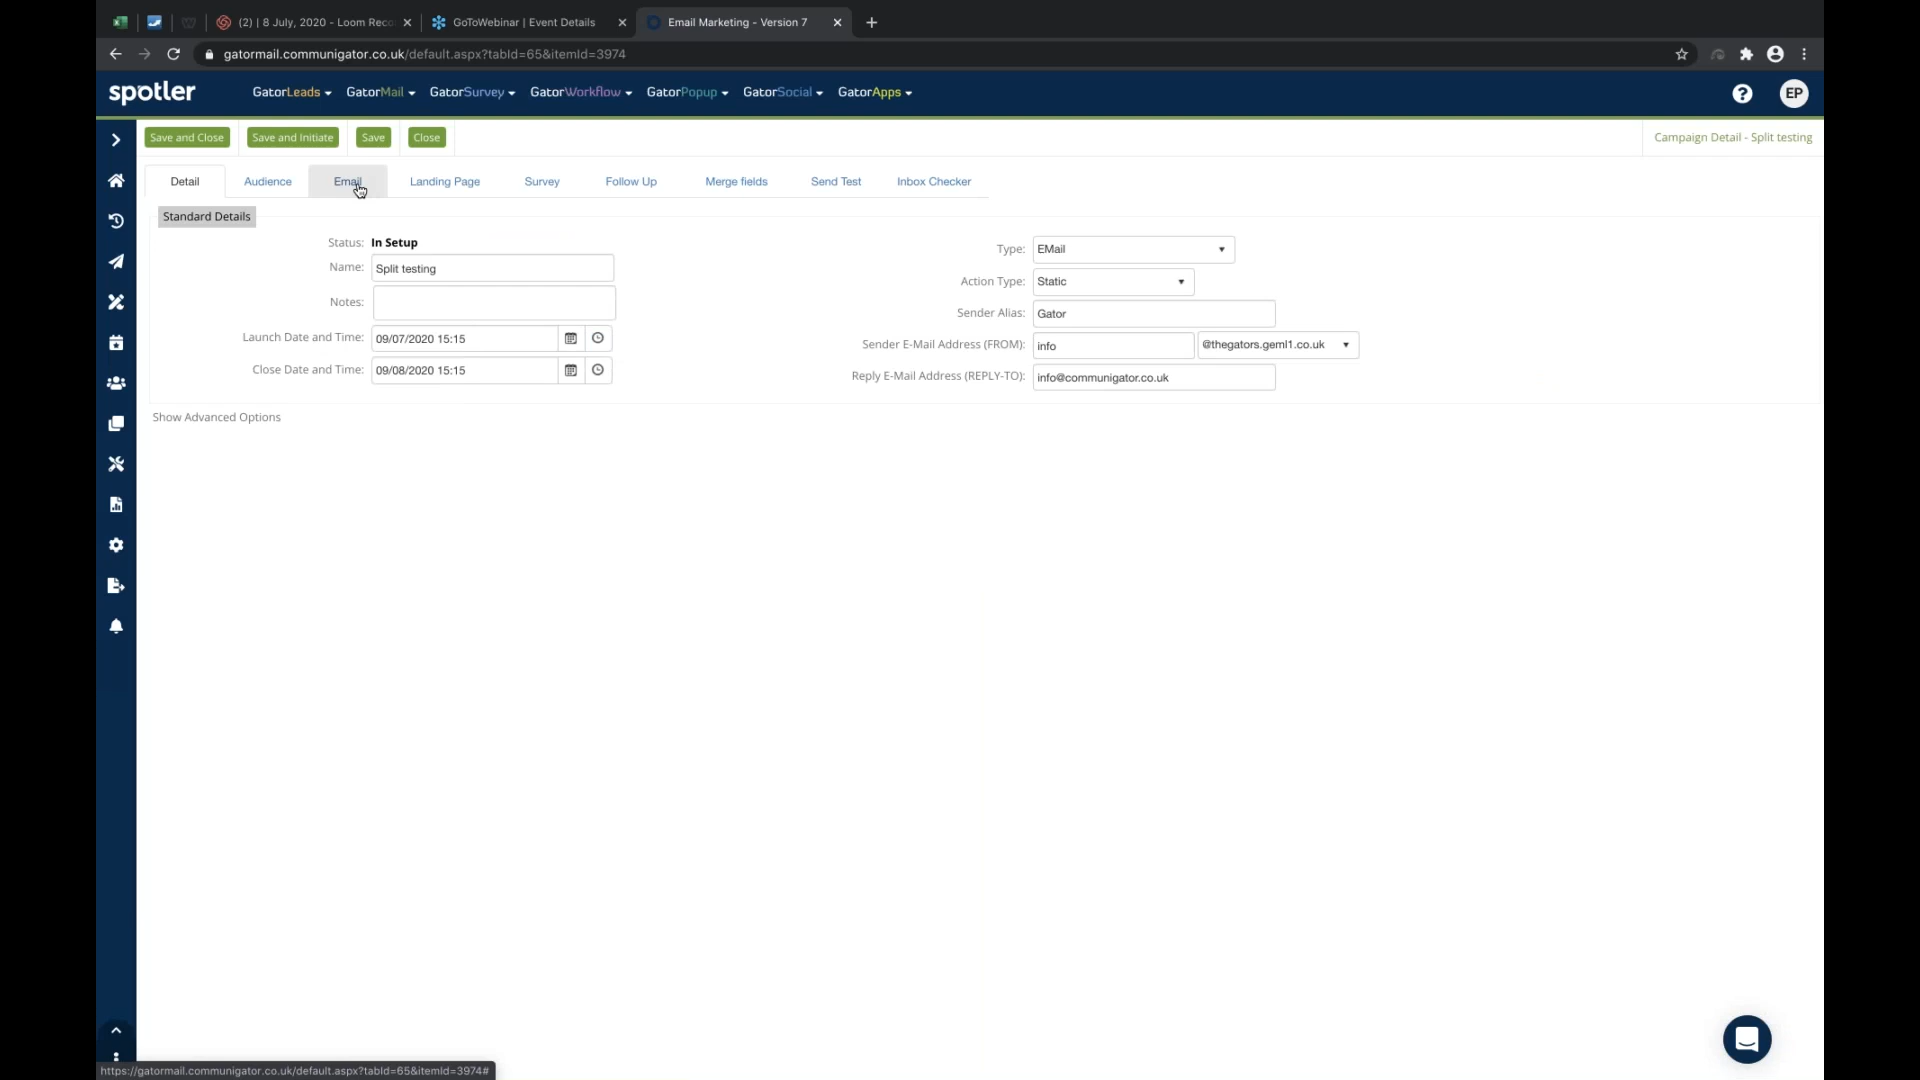 (2) | 8 July, 2020 - Loom Reco
GoToWebinar | Event Details
Email Marketing - Version 7
gatormail.communigator.co.uk/default.aspx?tabId=65&itemId=3974
spotler
GatorLeads
GatorMail
GatorSurvey
GatorWorkflow
GatorPopup
GatorSocial
GatorApps
?
EP
Save and Close
Save and Initiate
Save
Close
Campaign Detail - Split testing
Detail
Audience
Email
Landing Page
Survey
Follow Up
Merge fields
Send Test
Inbox Checker
Standard Details
Status: In Setup
Name: Split testing
Notes:
Launch Date and Time: 09/07/2020 15:15
Close Date and Time: 09/08/2020 15:15
Type: EMail
Action Type: Static
Sender Alias: Gator
Sender E-Mail Address (FROM): info @thegators.geml1.co.uk
Reply E-Mail Address (REPLY-TO): info@communigator.co.uk
Show Advanced Options
https://gatormail.communigator.co.uk/default.aspx?tabId=65&itemId=3974#